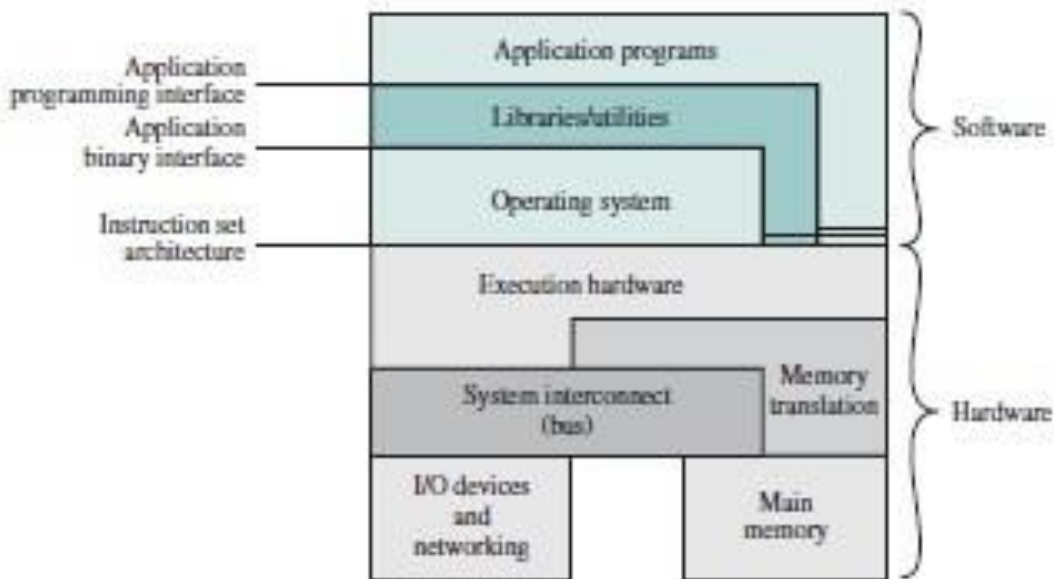 Application programs
Application
programming interface
Libraries/utilities
Application
binary interface
Software
Operating system
Instruction set
architecture
Execution hardware
Memory
translation
System interconnect
(bus)
Hardware
I/O devices
and
networking
Main
memory